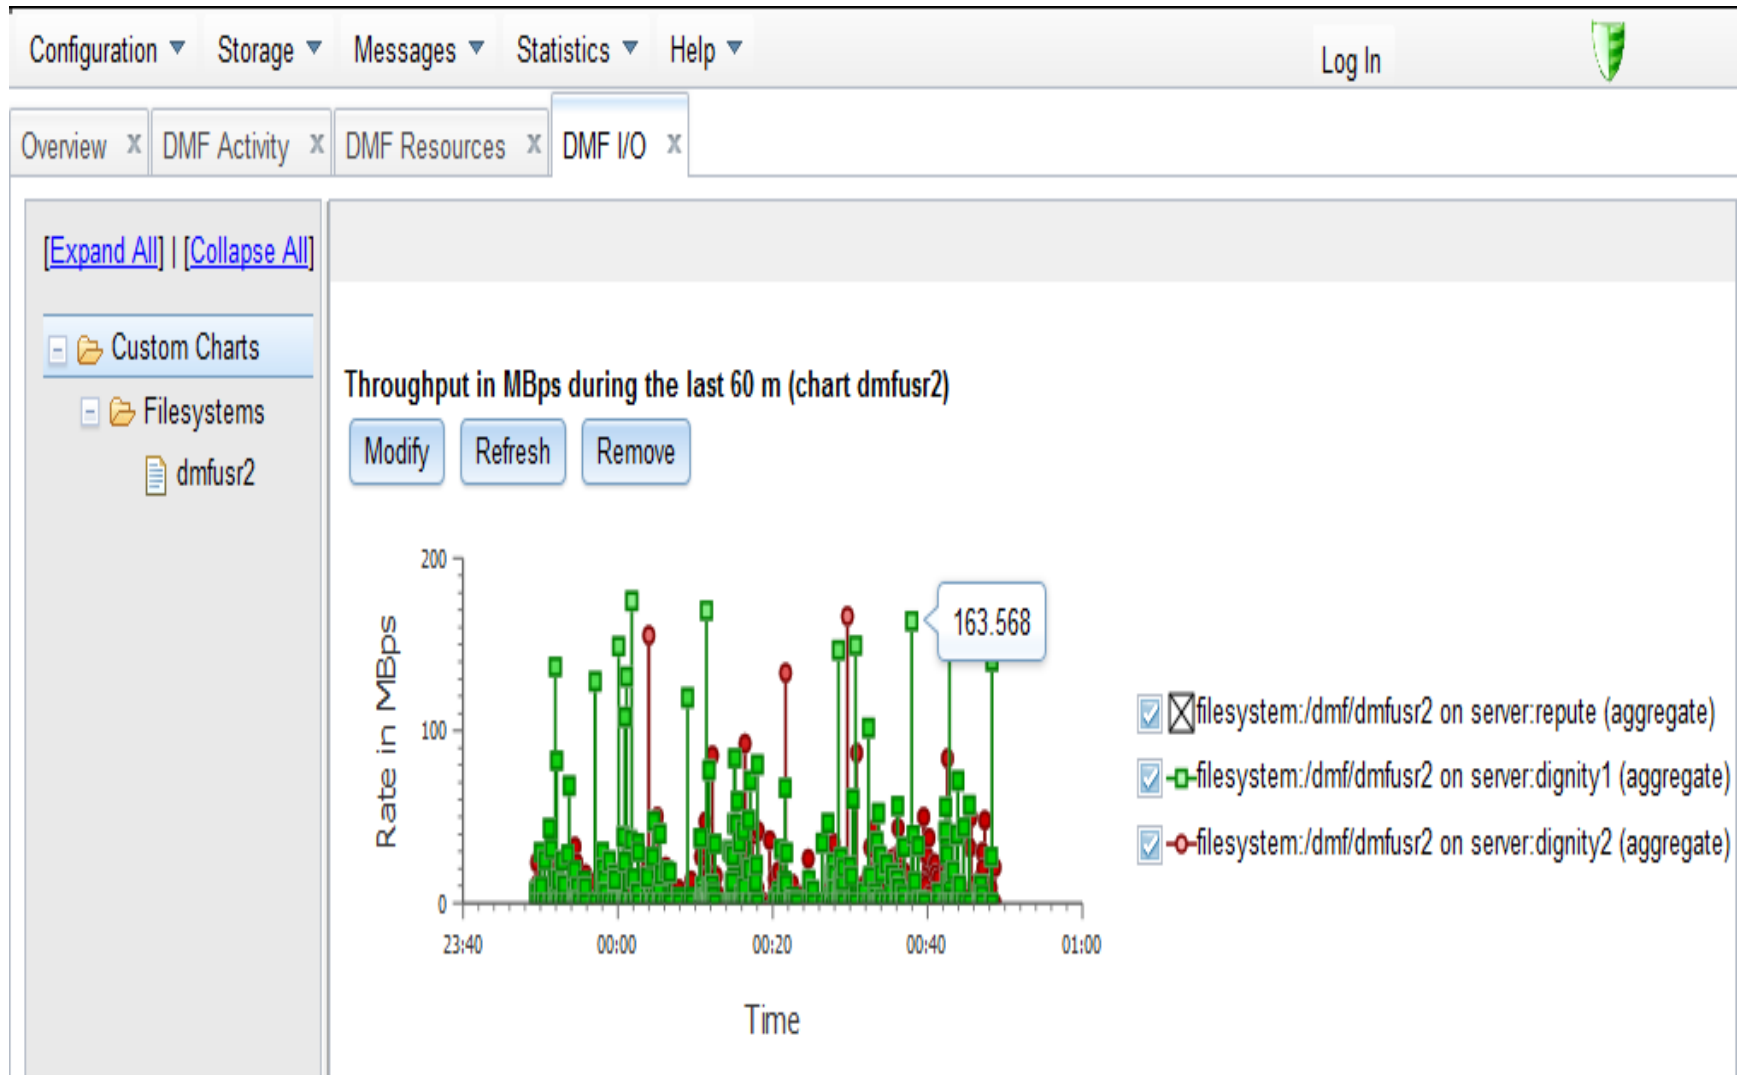 Configuration Storage Messages Statistics Help Log In
Overview x DMF Activity x DMF Resources x DMF I/O x
[Expand All] | [Collapse All]
Custom Charts
Filesystems
dmfusr2
Throughput in MBps during the last 60 m (chart dmfusr2)
Modify Refresh Remove
200
100
0
Rate in MBps
163.568
23:40 00:00 00:20 00:40 01:00
Time
filesystem:/dmf/dmfusr2 on server:repute (aggregate)
filesystem:/dmf/dmfusr2 on server:dignity1 (aggregate)
filesystem:/dmf/dmfusr2 on server:dignity2 (aggregate)